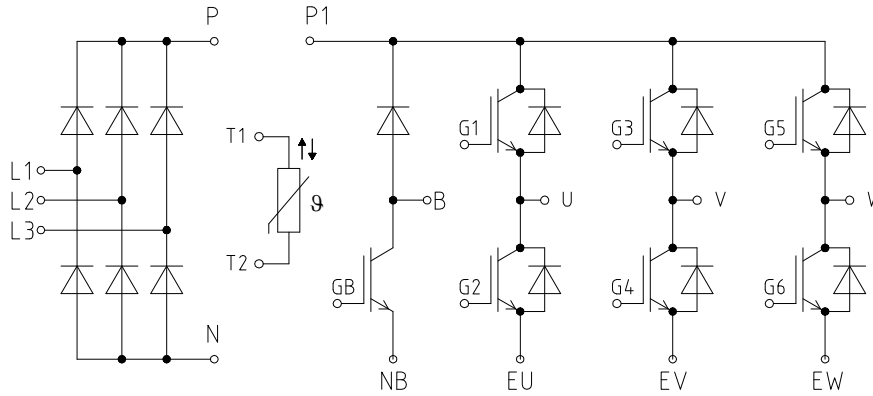 P P1
T1 G1 G3 G5
L1
L2 B U V W
L3 ϑ
T2 GB G2 G4 G6
N
NB EU EV EW